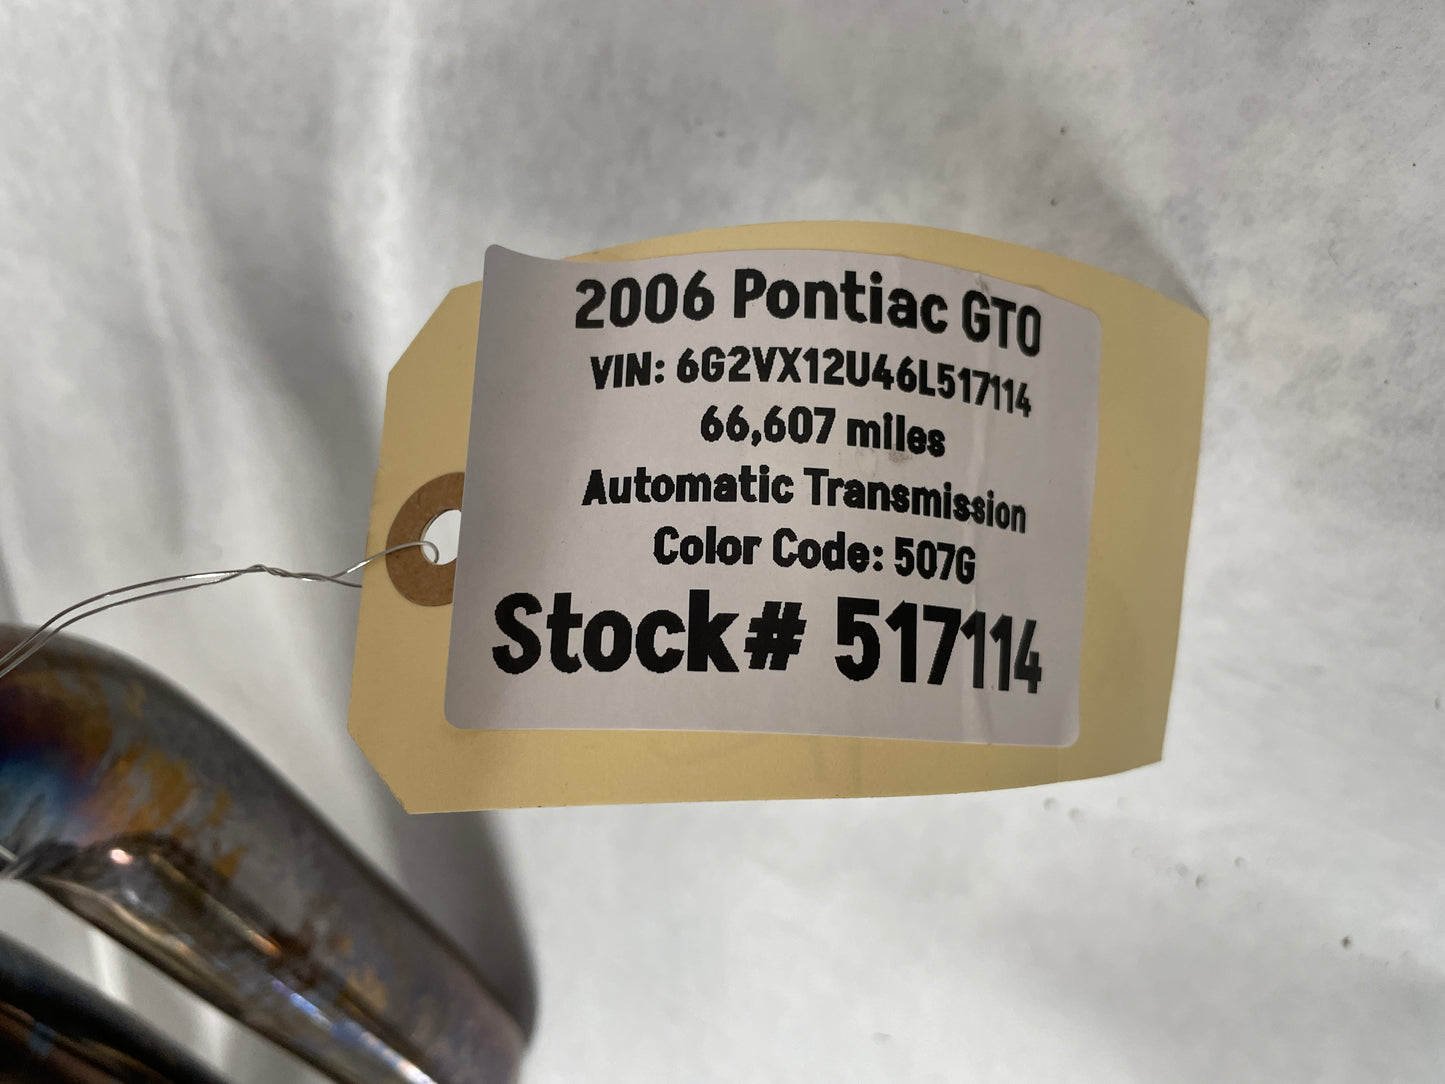 2006 Pontiac GTO
VIN: 6G2VX12U46L517114
66,607 miles
Automatic Transmission
Color Code: 507G
Stock# 517114